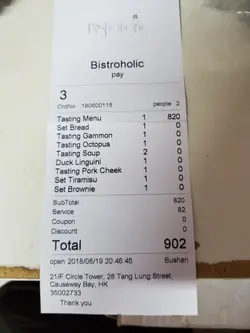 Bistroholic
Bistroholic
pay
3
OrdNo 180600115 people 2
Tasting Menu 1 820
Set Bread 1 0
Tasting Gammon 1 0
Tasting Octopus 1 0
Tasting Soup 2 0
Duck Linguini 1 0
Tasting Pork Cheek 1 0
Set Tiramisu 1 0
Set Brownie 1 0
SubTotal 820
Service 82
Coupon 0
Discount 0
Total 902
open 2018/06/19 20:46:45 Bushan
21/F Circle Tower, 28 Tang Lung Street,
Causeway Bay, HK
35002733
Thank you